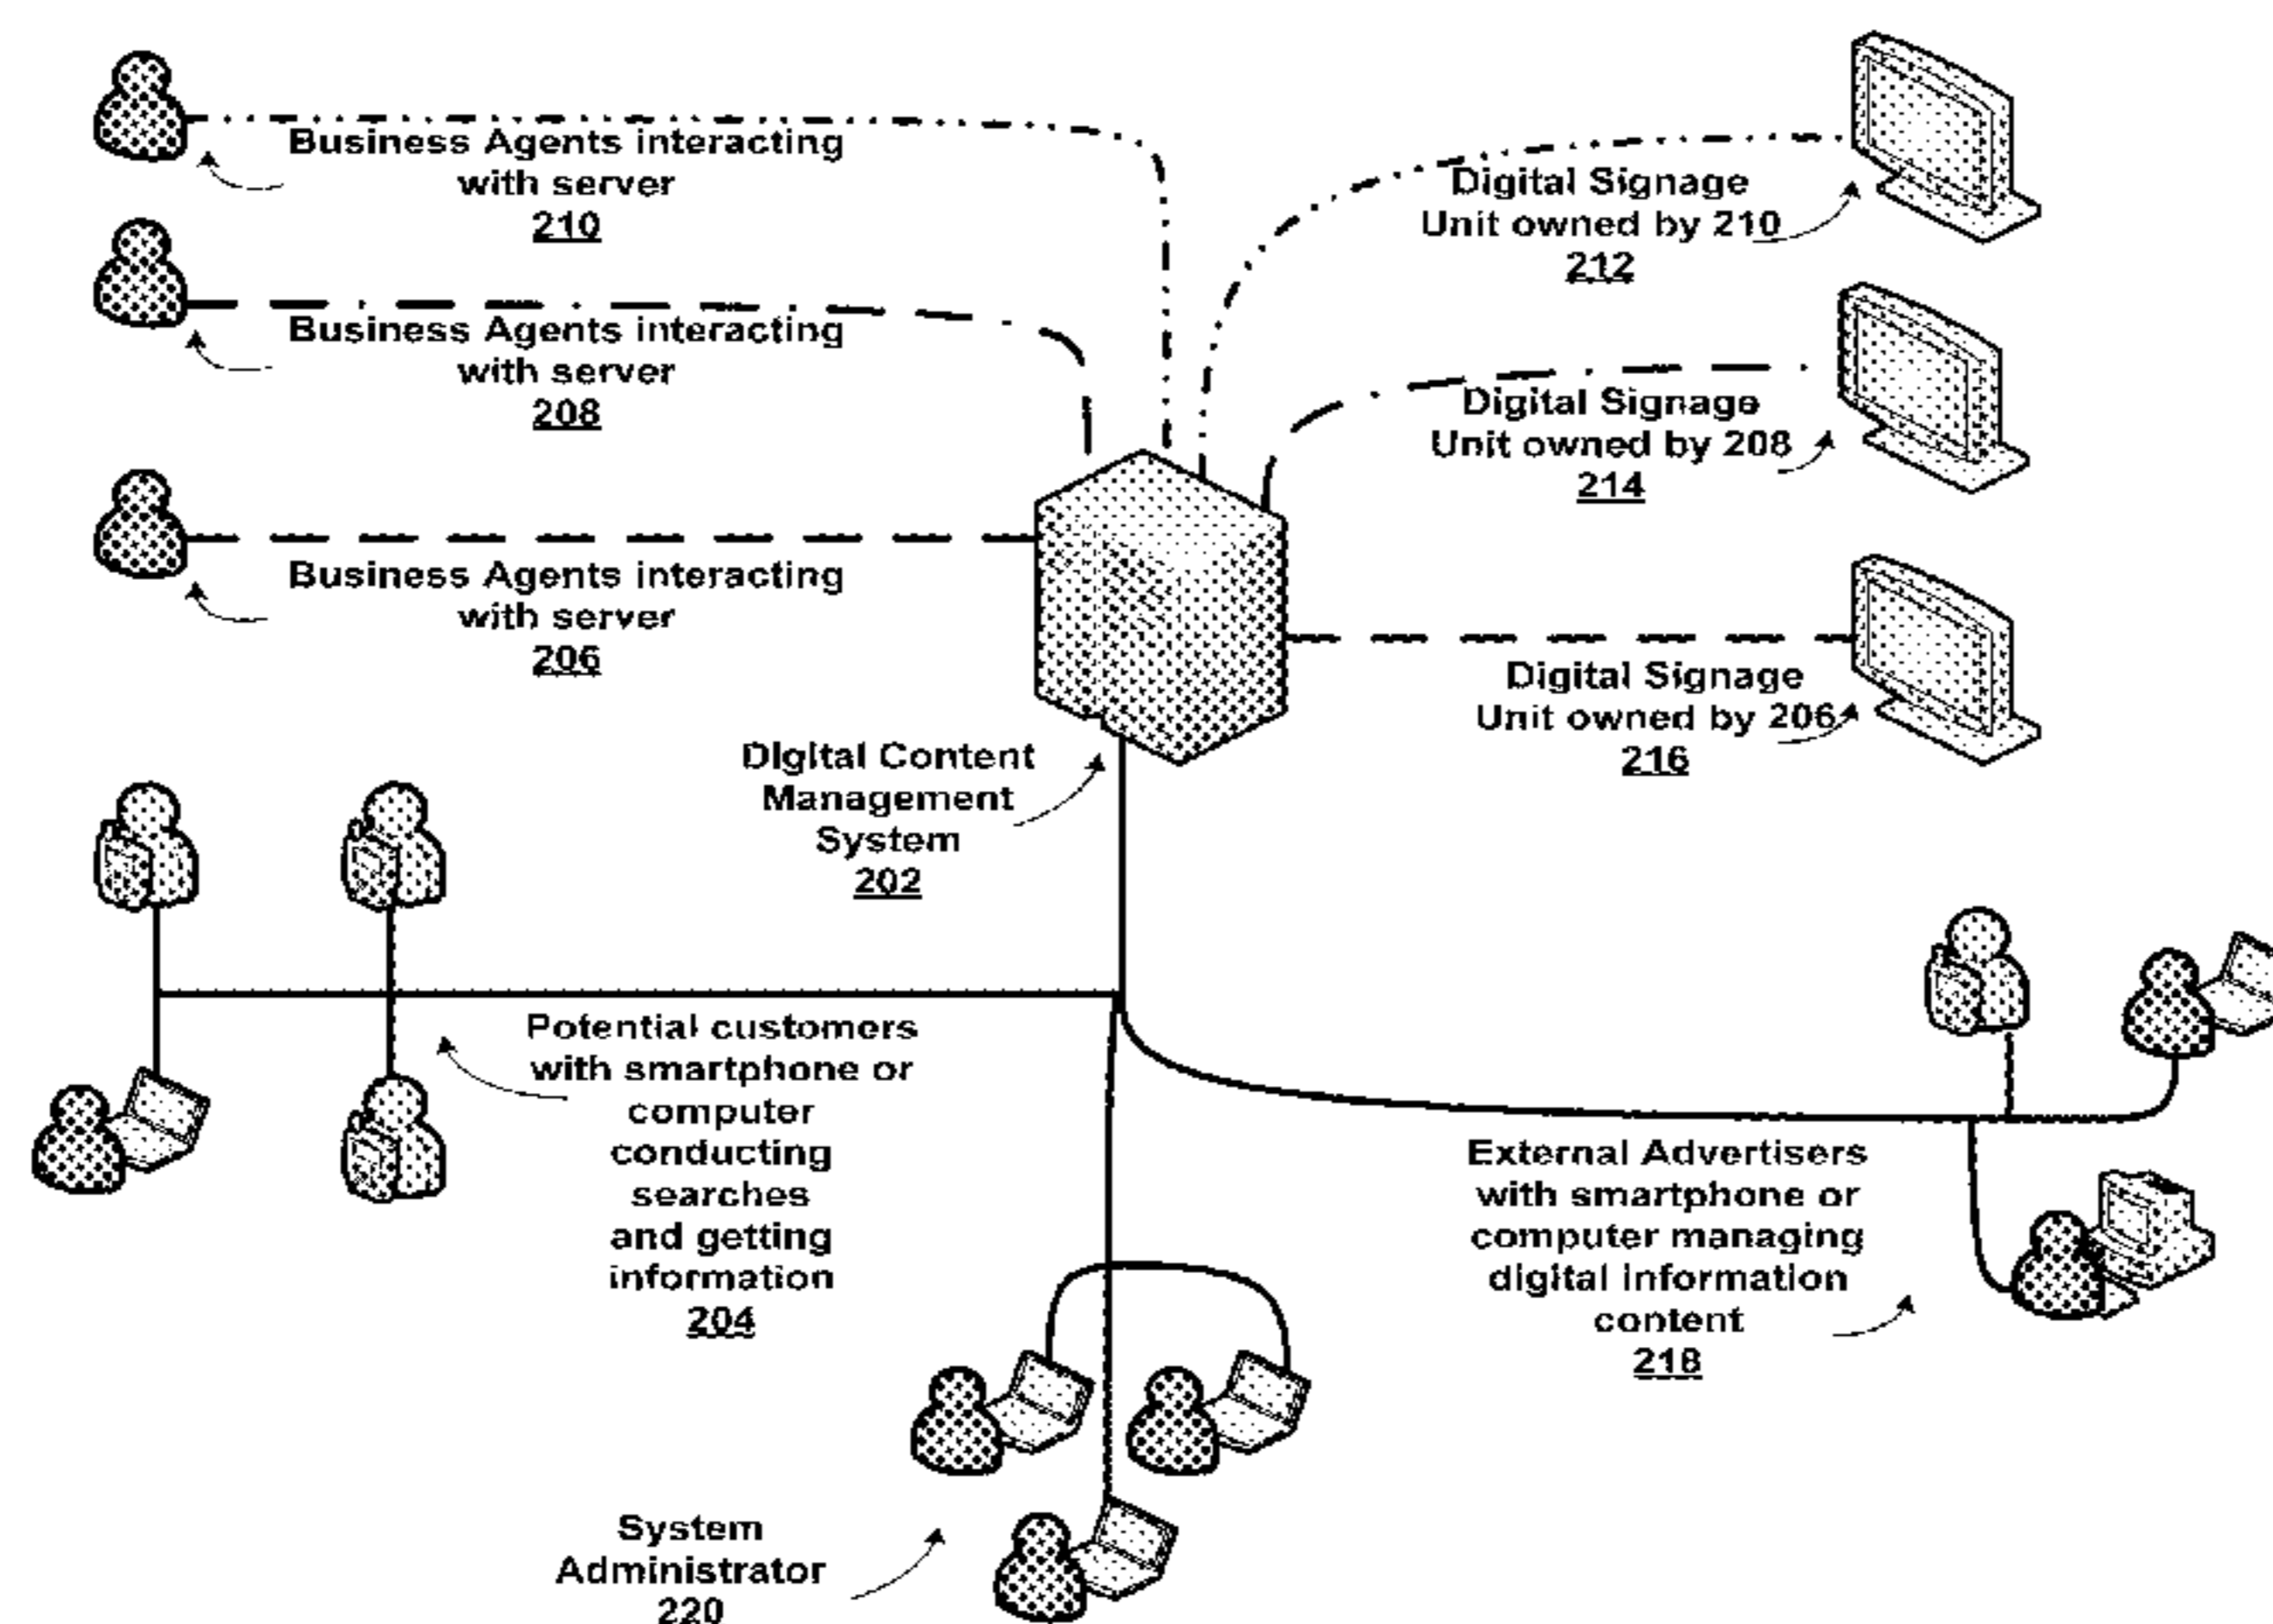 Business Agents interacting
with server
210
Digital Signage
Unit owned by 210
212
Business Agents interacting
with server
208
Digital Signage
Unit owned by 208
214
Business Agents interacting
with server
206
Digital Signage
Unit owned by 206
216
Digital Content
Management
System
202
Potential customers
with smartphone or
computer
conducting
searches
and getting
information
204
External Advertisers
with smartphone or
computer managing
digital information
content
218
System
Administrator
220